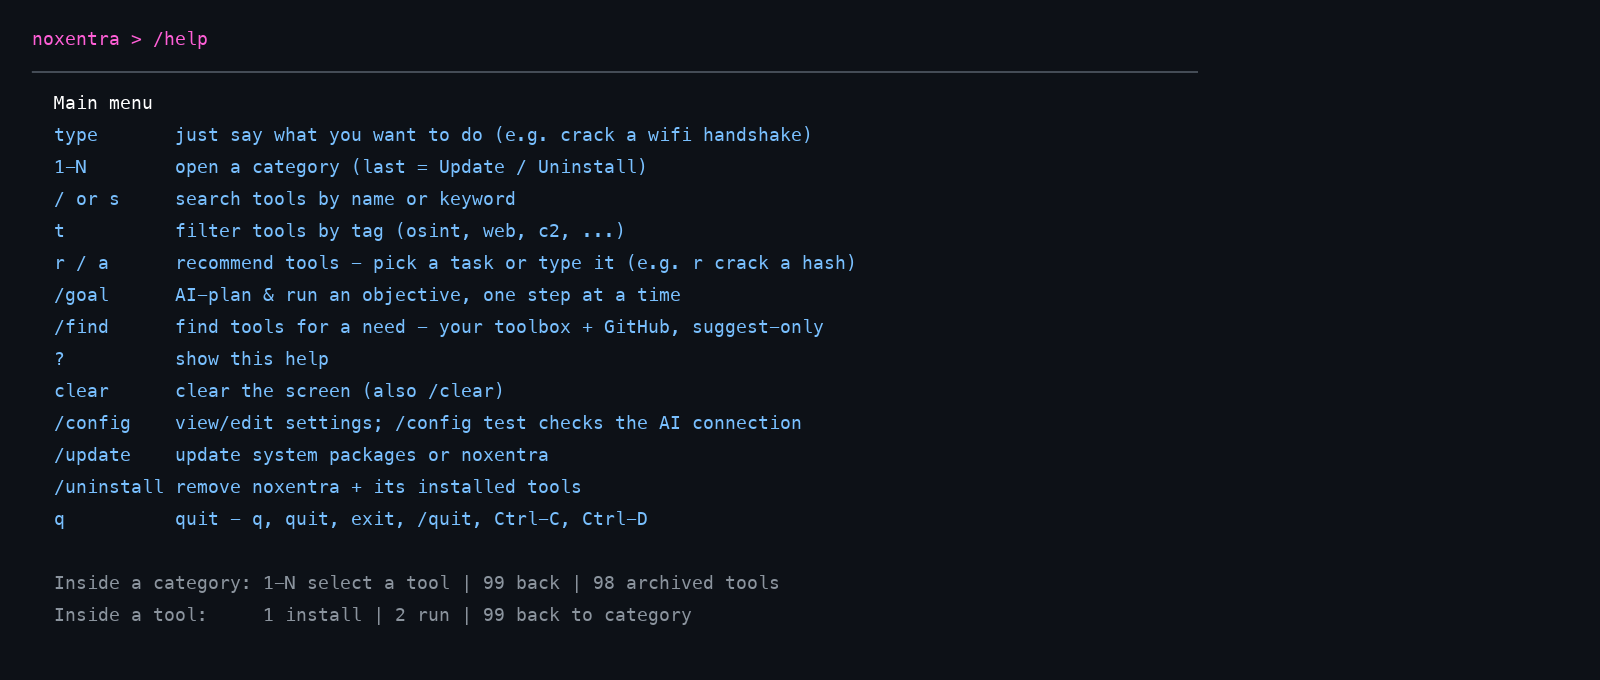 noxentra > /help
Main menu
type       just say what you want to do (e.g. crack a wifi handshake)
1–N        open a category (last = Update / Uninstall)
/ or s     search tools by name or keyword
t          filter tools by tag (osint, web, c2, ...)
r / a      recommend tools — pick a task or type it (e.g. r crack a hash)
/goal      AI-plan & run an objective, one step at a time
/find      find tools for a need — your toolbox + GitHub, suggest-only
?          show this help
clear      clear the screen (also /clear)
/config    view/edit settings; /config test checks the AI connection
/update    update system packages or noxentra
/uninstall remove noxentra + its installed tools
q          quit — q, quit, exit, /quit, Ctrl-C, Ctrl-D
Inside a category: 1–N select a tool | 99 back | 98 archived tools
Inside a tool:     1 install | 2 run | 99 back to category